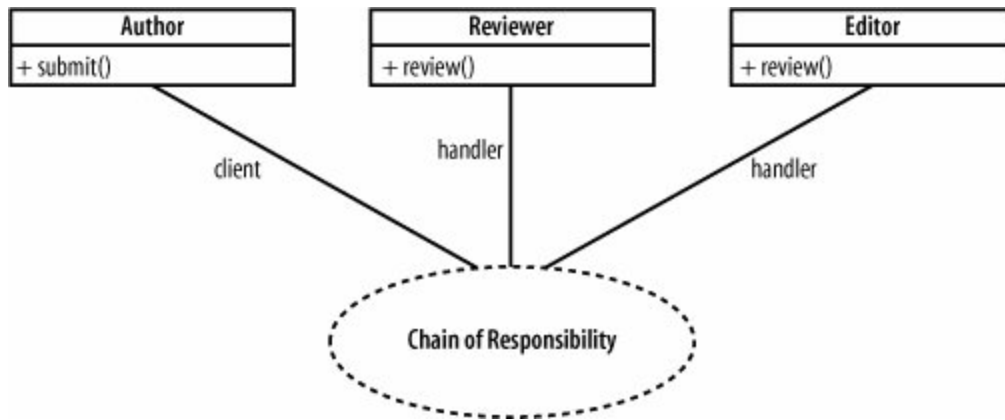 Author
+ submit()
Reviewer
+ review()
Editor
+ review()
client
handler
handler
Chain of Responsibility